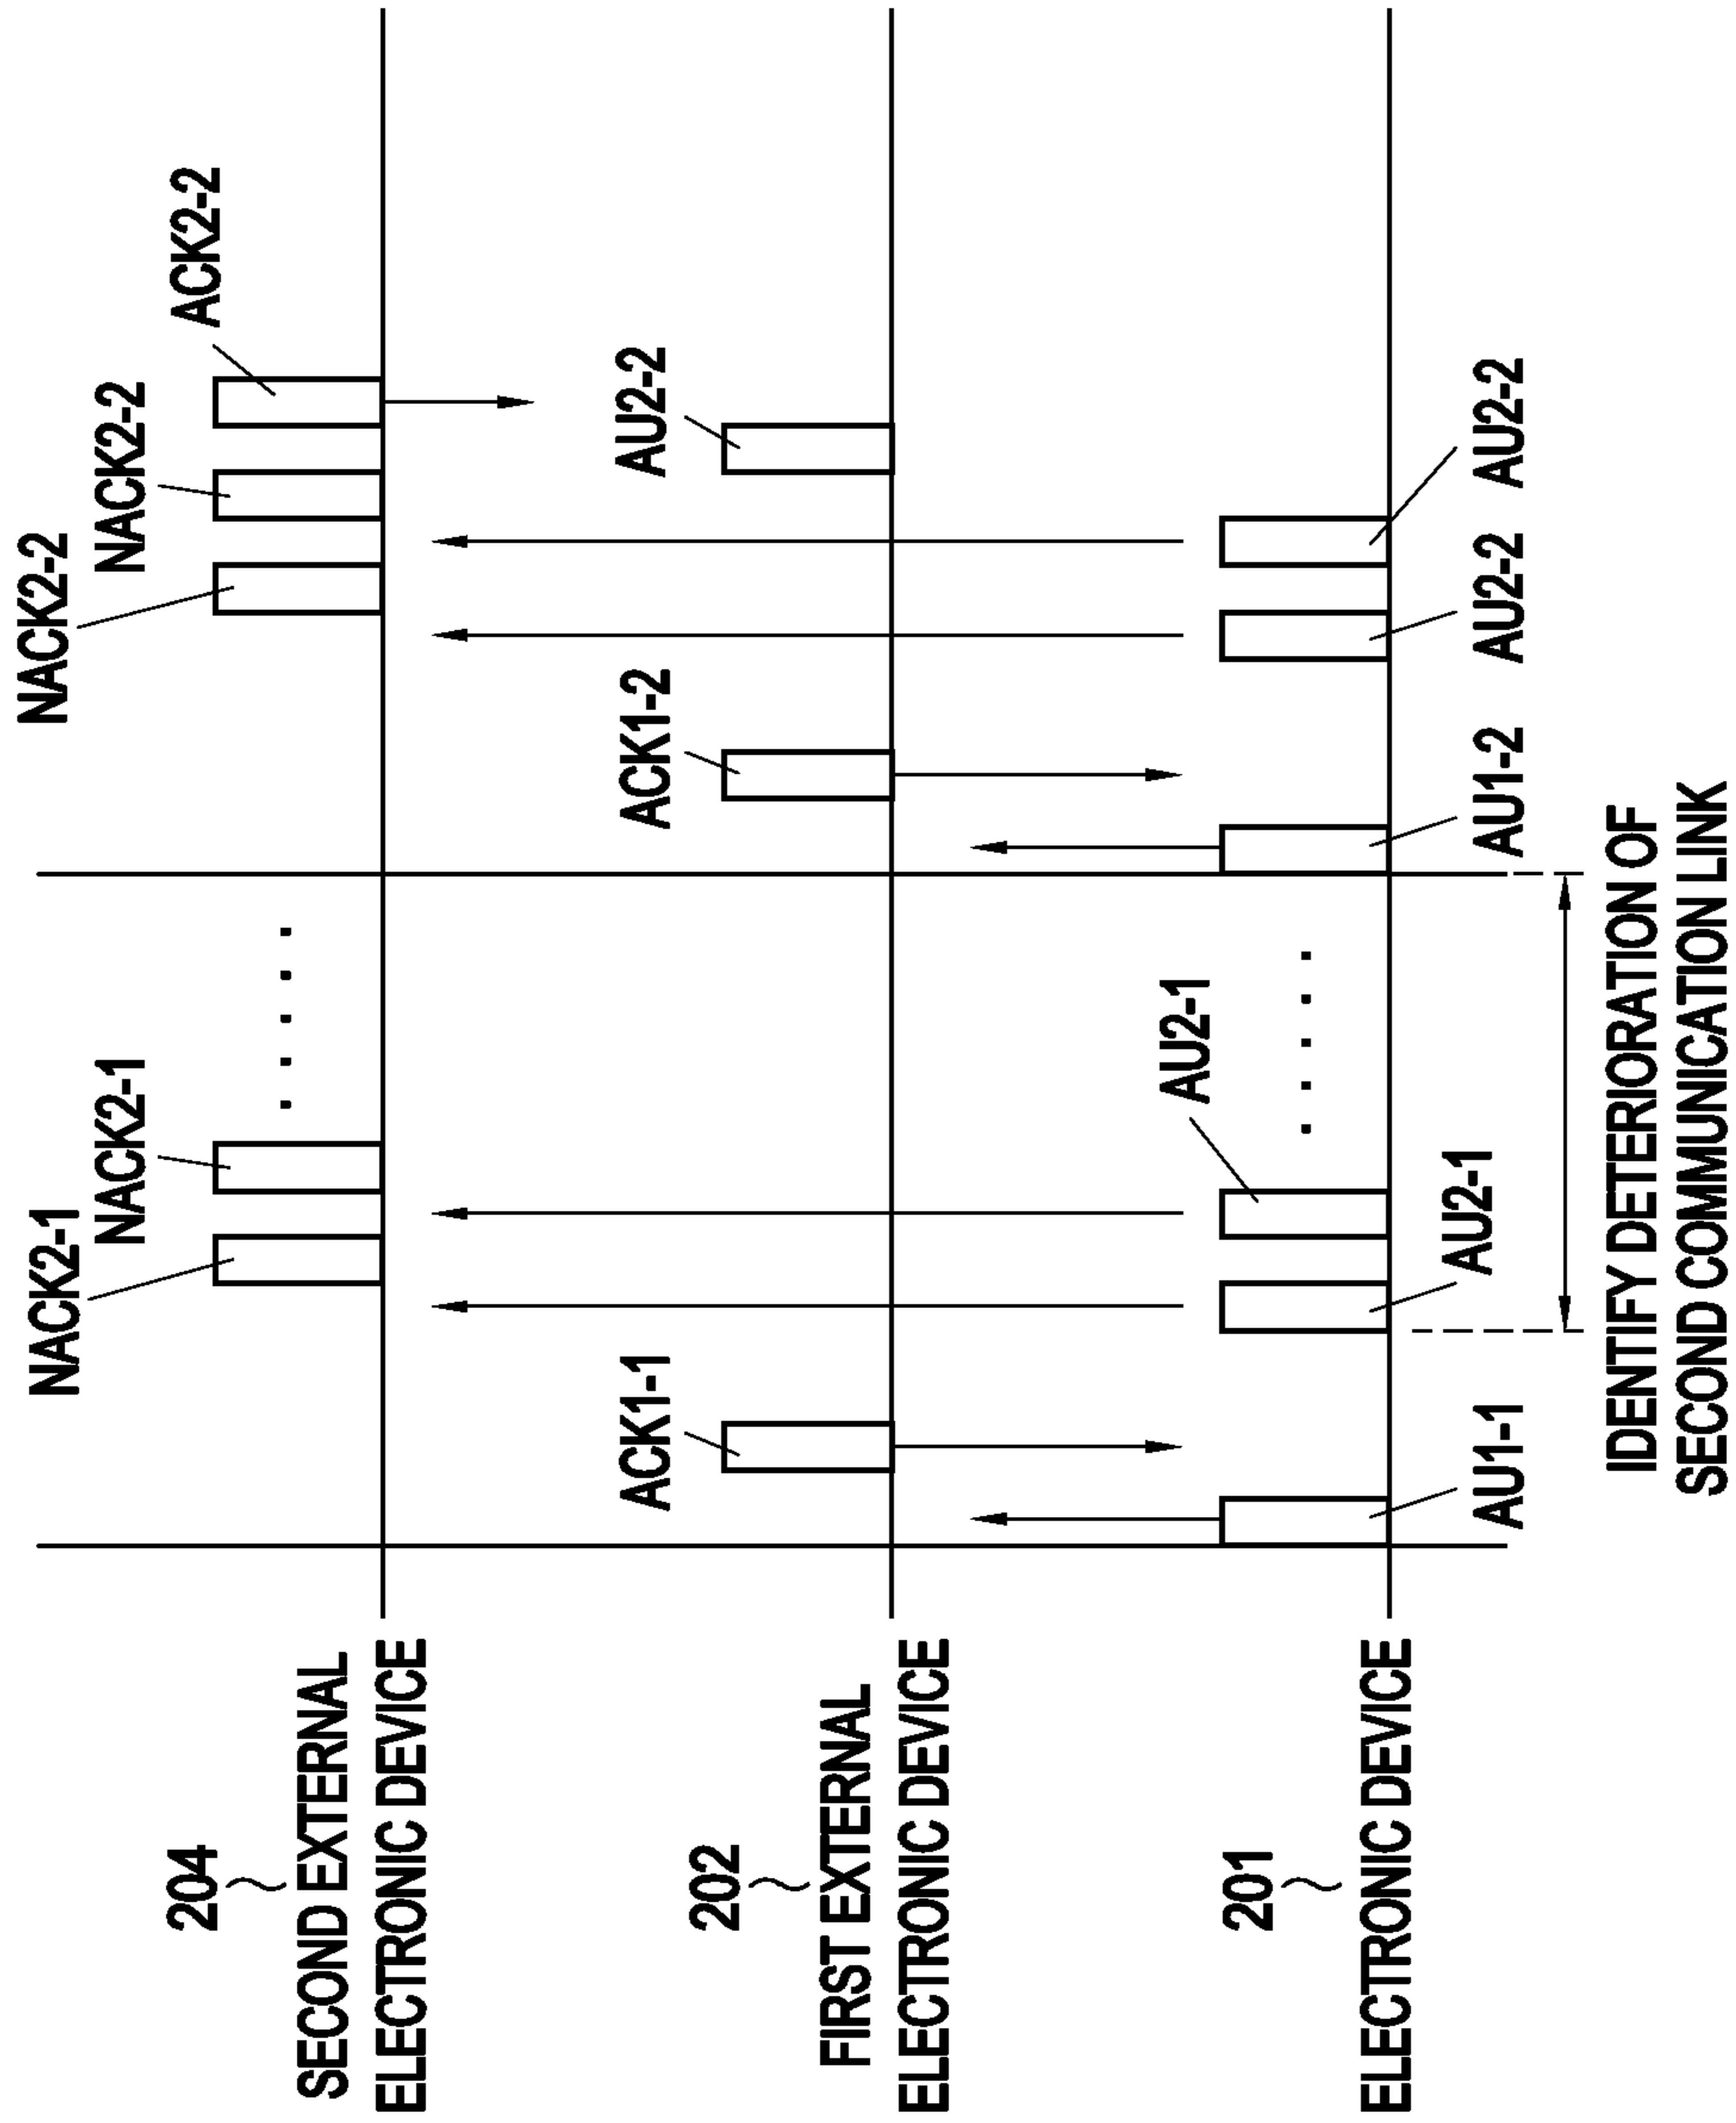 NACK2-1
NACK2-1
NACK2-2
NACK2-2
ACK2-2
204
SECOND EXTERNAL
ELECTRONIC DEVICE
ACK1-1
ACK1-2
AU2-2
202
FIRST EXTERNAL
ELECTRONIC DEVICE
AU2-1
201
ELECTRONIC DEVICE
AU1-1
AU2-1
AU1-2
AU2-2
AU2-2
IDENTIFY DETERIORATION OF
SECOND COMMUNICATION LINK